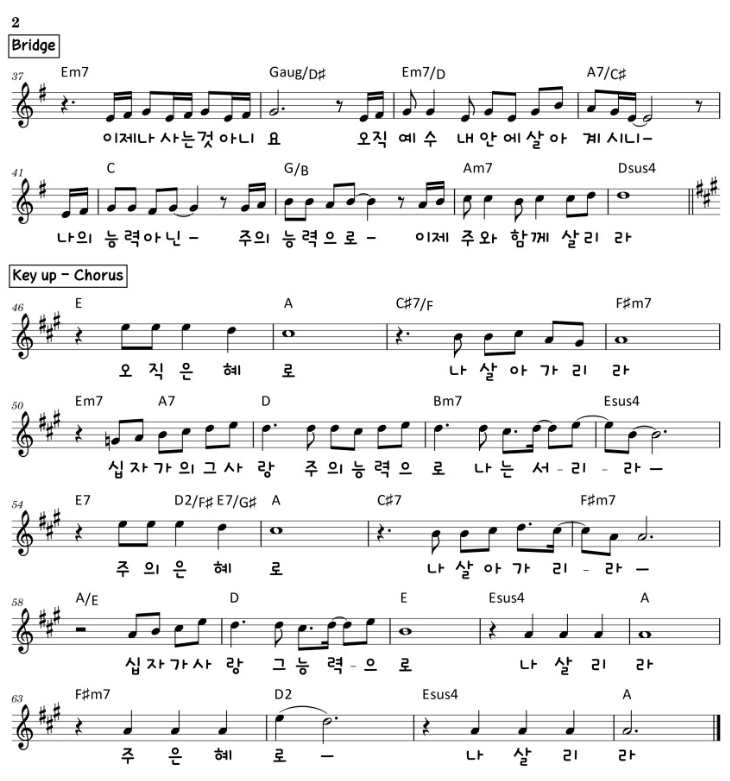 2
Bridge
37 Em7 Gaug/D♯ Em7/D A7/C♯
이제나 사는것 아니 요 오직 예 수 내 안 에 살 아 계 시니-
41 C G/B Am7 Dsus4
나의 능력아닌- 주의 능력으로- 이제 주와 함께 살리 라
Key up - Chorus
46 E A C♯7/F F♯m7
오 직 은 혜 로 나 살 아 가 리 라
50 Em7 A7 D Bm7 Esus4
십자가의그사 랑 주의능력으 로 나는 서-리-라-
54 E7 D2/F♯ E7/G♯ A C♯7 F♯m7
주 의 은 혜 로 나 살 아 가 리-라-
58 A/E D E Esus4 A
십자가사 랑 그능 력-으 로 나 살 리 라
63 F♯m7 D2 Esus4 A
주 은 혜 로- 나 살 리 라